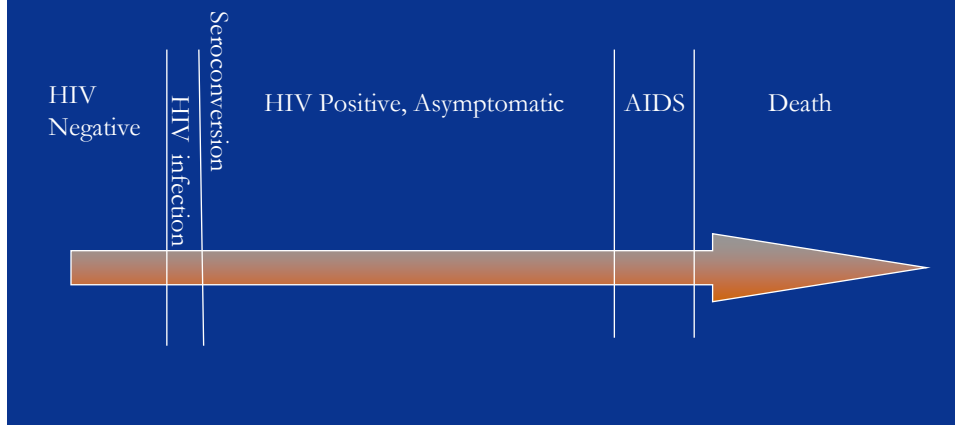 HIV
Negative
HIV infection
Seroconversion
HIV Positive, Asymptomatic
AIDS
Death